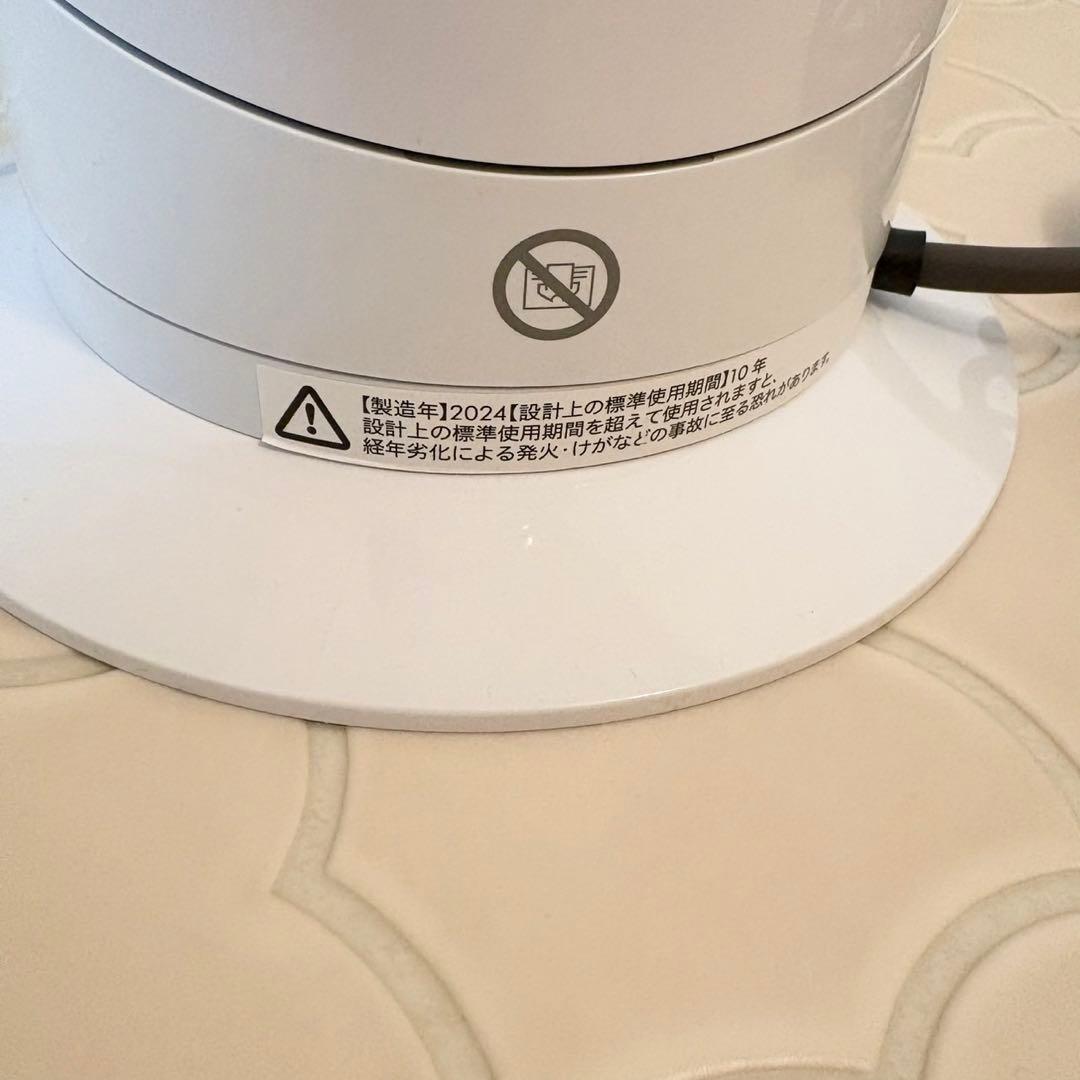 【製造年】2024【設計上の標準使用期間】10年
設計上の標準使用期間を超えて使用されますと、
経年劣化による発火・けがなどの事故に至る恐れがあります。